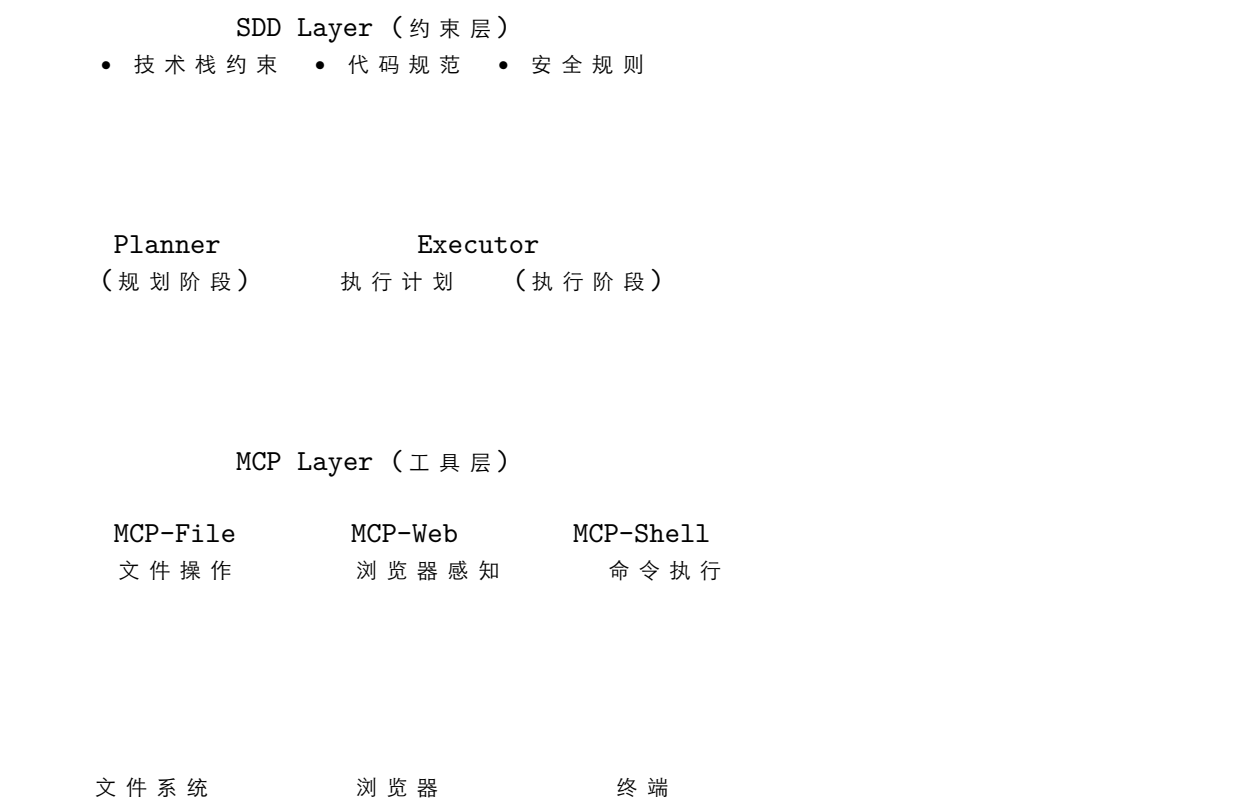 SDD Layer (约束层)
• 技术栈约束 • 代码规范 • 安全规则
Planner Executor
(规划阶段) 执行计划 (执行阶段)
MCP Layer (工具层)
MCP-File MCP-Web MCP-Shell
文件操作 浏览器感知 命令执行
文件系统 浏览器 终端